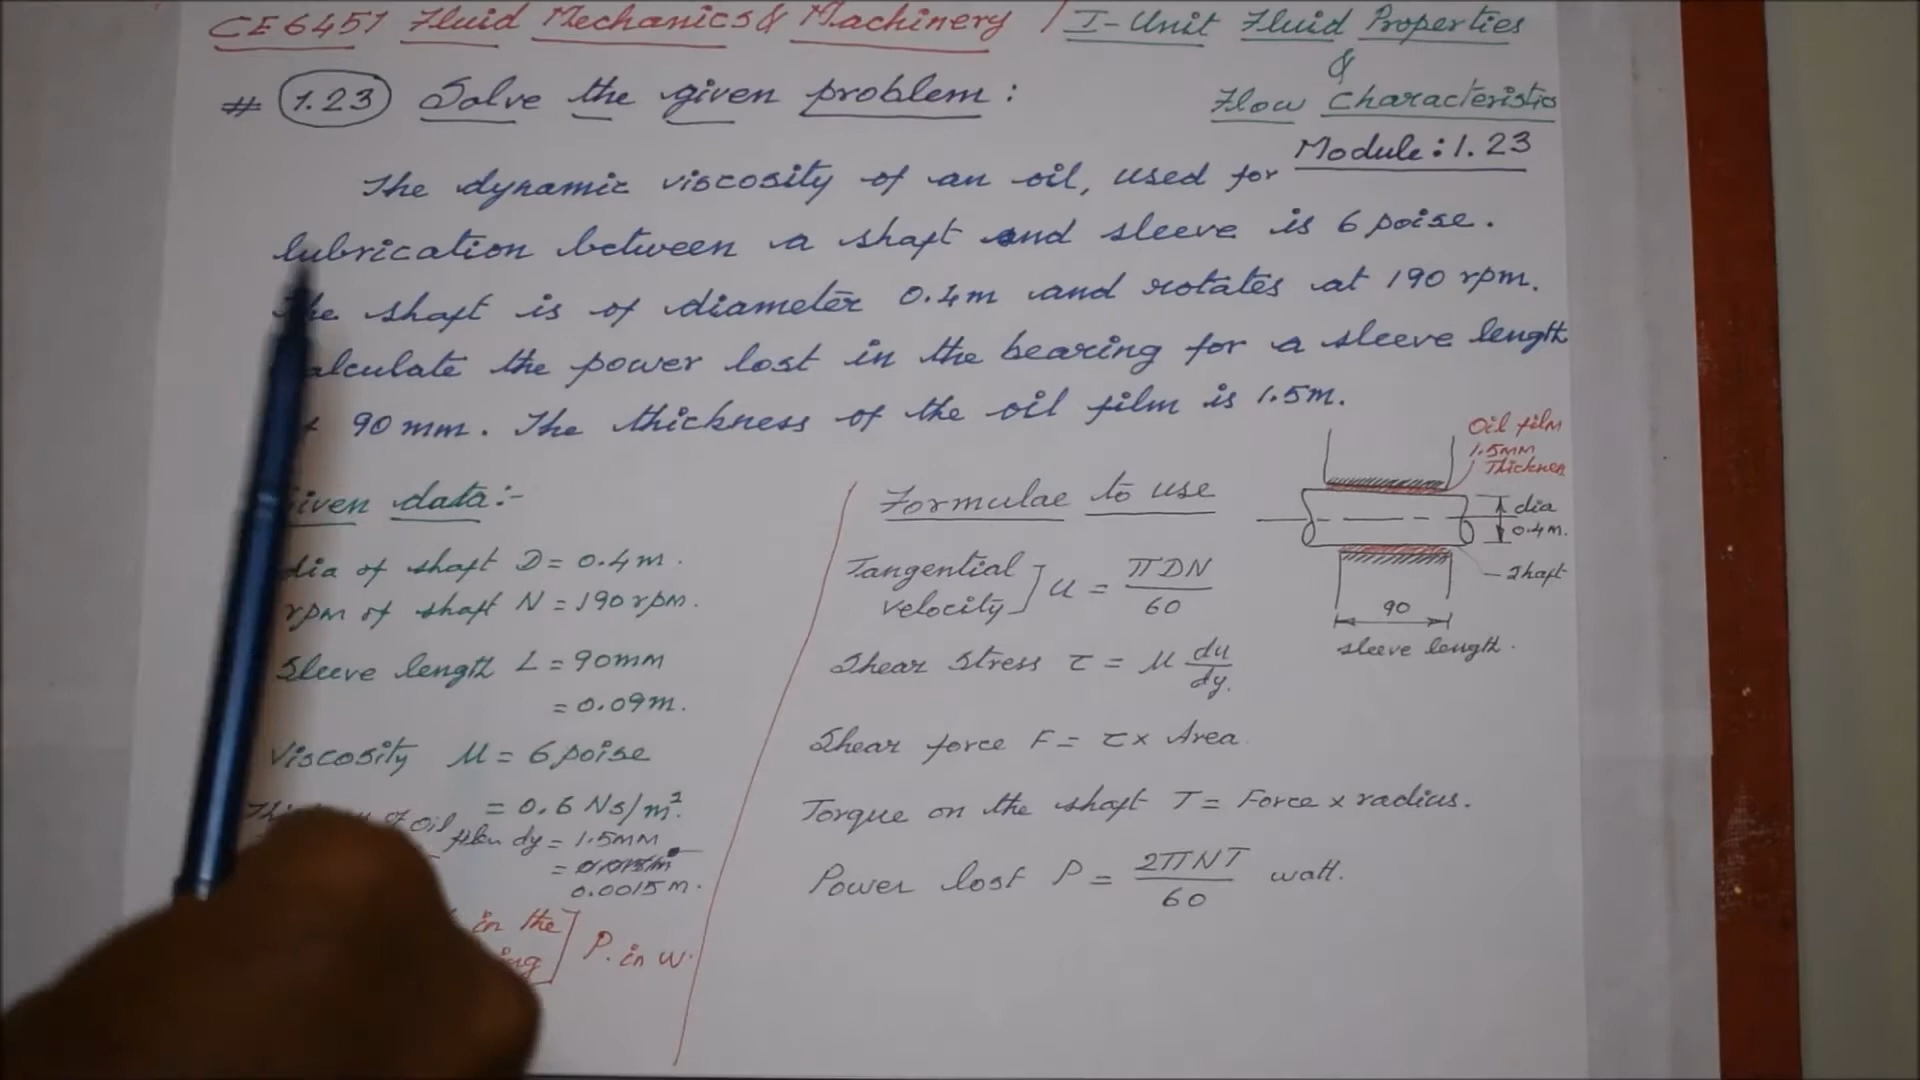 CE6451 Fluid Mechanics & Machinery / I-Unit Fluid Properties
&
Flow Characteristics
# 1.23 Solve the given problem:
Module: 1.23
The dynamic viscosity of an oil, used for
lubrication between a shaft and sleeve is 6 poise.
The shaft is of diameter 0.4m and rotates at 190 rpm.
alculate the power lost in the bearing for a sleeve length
90 mm. The thickness of the oil film is 1.5m.
iven data:-
dia of shaft D = 0.4m.
rpm of shaft N = 190 rpm.
Sleeve length L = 90mm
= 0.09m.
Viscosity μ = 6 poise
= 0.6 Ns/m².
of oil
film dy = 1.5mm
=
0.0015m.
in the
P. in w.
Formulae to use
Tangential velocity ] u = πDN / 60
Shear Stress τ = μ du / dy.
Shear force F = τ x Area.
Torque on the shaft T = Force x radius.
Power lost P = 2πNT / 60 watt.
Oil film
1.5mm
Thicknes
dia
0.4m.
Shaft
90
sleeve length.